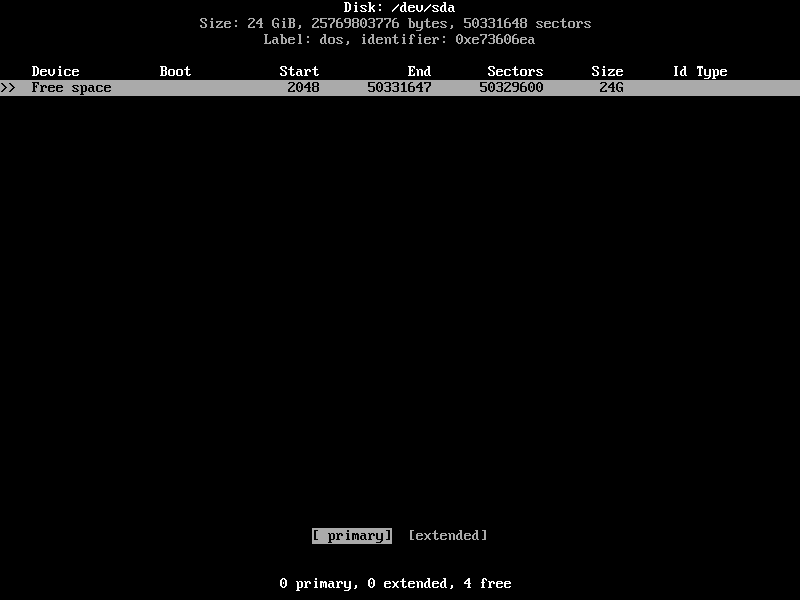 Disk: /dev/sda
Size: 24 GiB, 25769803776 bytes, 50331648 sectors
Label: dos, identifier: 0xe73606ea
Device Boot Start End Sectors Size Id Type
>> Free space 2048 50331647 50329600 24G
[ primary] [extended]
0 primary, 0 extended, 4 free